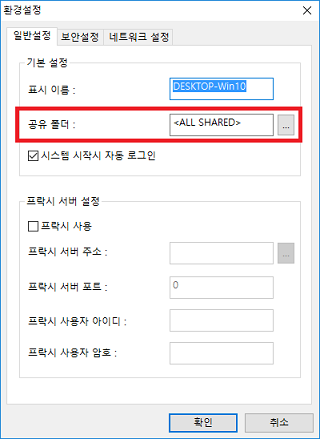 환경설정
일반설정 보안설정 네트워크 설정
기본 설정
표시 이름 : DESKTOP-Win10
공유 폴더 : <ALL SHARED> ...
시스템 시작시 자동 로그인
프락시 서버 설정
프락시 사용
프락시 서버 주소 : ...
프락시 서버 포트 : 0
프락시 사용자 아이디 :
프락시 사용자 암호 :
확인 취소